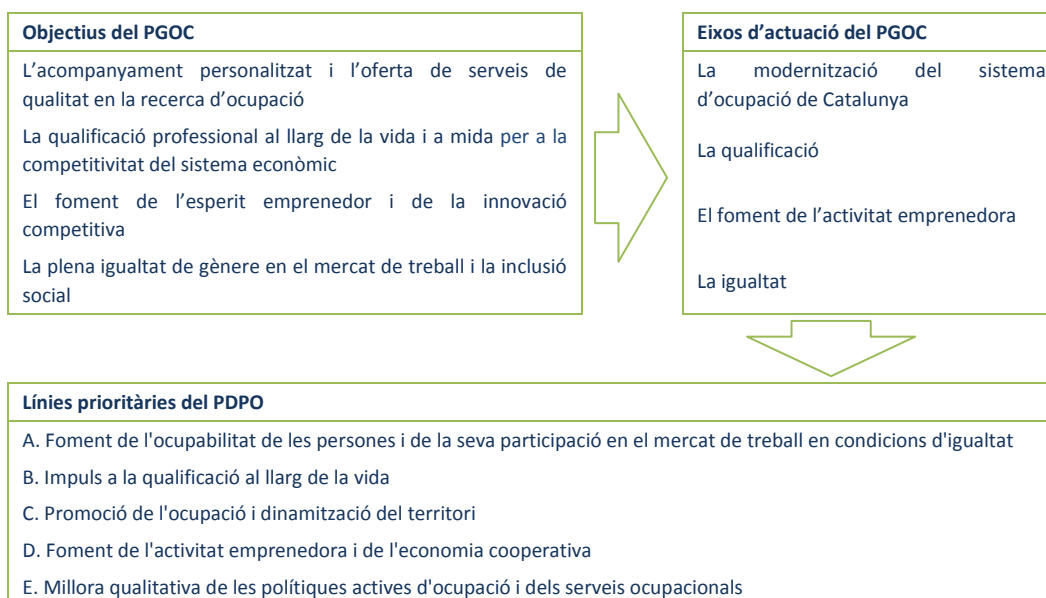 Objectius del PGOC
L’acompanyament personalitzat i l’oferta de serveis de
qualitat en la recerca d’ocupació
La qualificació professional al llarg de la vida i a mida per a la
competitivitat del sistema econòmic
El foment de l’esperit emprenedor i de la innovació
competitiva
La plena igualtat de gènere en el mercat de treball i la inclusió
social
Eixos d’actuació del PGOC
La modernització del sistema
d’ocupació de Catalunya
La qualificació
El foment de l’activitat emprenedora
La igualtat
Línies prioritàries del PDPO
A. Foment de l'ocupabilitat de les persones i de la seva participació en el mercat de treball en condicions d'igualtat
B. Impuls a la qualificació al llarg de la vida
C. Promoció de l'ocupació i dinamització del territori
D. Foment de l'activitat emprenedora i de l'economia cooperativa
E. Millora qualitativa de les polítiques actives d'ocupació i dels serveis ocupacionals